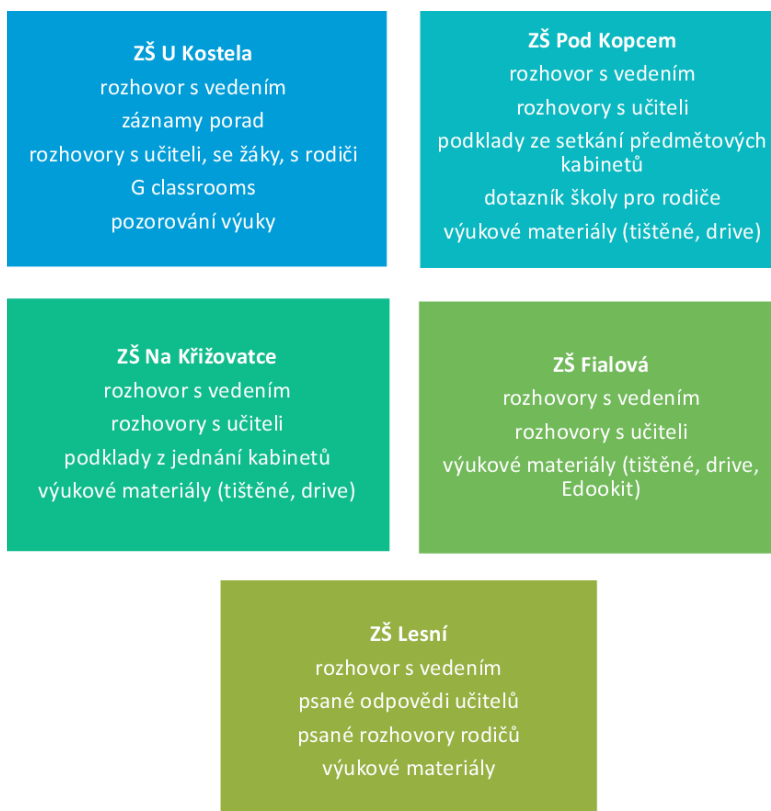 ZŠ U Kostela
rozhovor s vedením
záznamy porad
rozhovory s učiteli, se žáky, s rodiči
G classrooms
pozorování výuky
ZŠ Pod Kopcem
rozhovor s vedením
rozhovory s učiteli
podklady ze setkání předmětových
kabinetů
dotazník školy pro rodiče
výukové materiály (tištěné, drive)
ZŠ Na Křižovatce
rozhovor s vedením
rozhovory s učiteli
podklady z jednání kabinetů
výukové materiály (tištěné, drive)
ZŠ Fialová
rozhovory s vedením
rozhovory s učiteli
výukové materiály (tištěné, drive,
Edookit)
ZŠ Lesní
rozhovor s vedením
psané odpovědi učitelů
psané rozhovory rodičů
výukové materiály